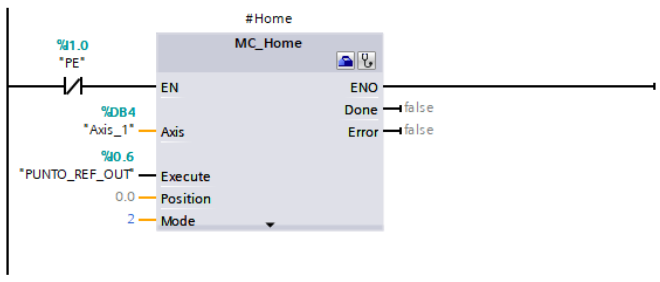 #Home
%I1.0
"PE"
MC_Home
EN
ENO
%DB4
"Axis_1"
Axis
Done
false
Error
false
%I0.6
"PUNTO_REF_OUT"
Execute
0.0
Position
2
Mode